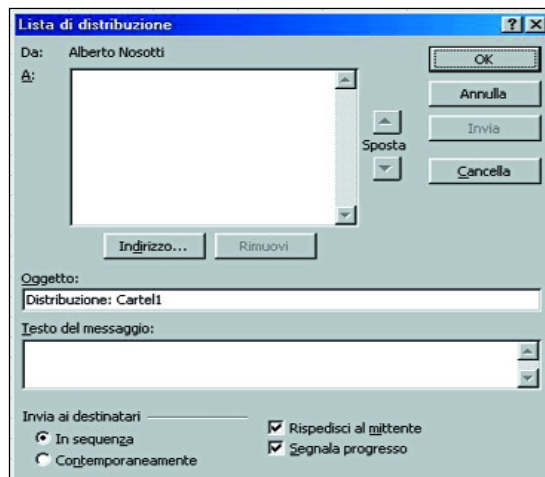 Lista di distribuzione
Da: Alberto Nosotti
A:
OK
Annulla
Invia
Cancella
Sposta
Indirizzo... Rimuovi
Oggetto:
Distribuzione: Cartel1
Testo del messaggio:
Invia ai destinatari
In sequenza
Contemporaneamente
Rispedisci al mittente
Segnala progresso